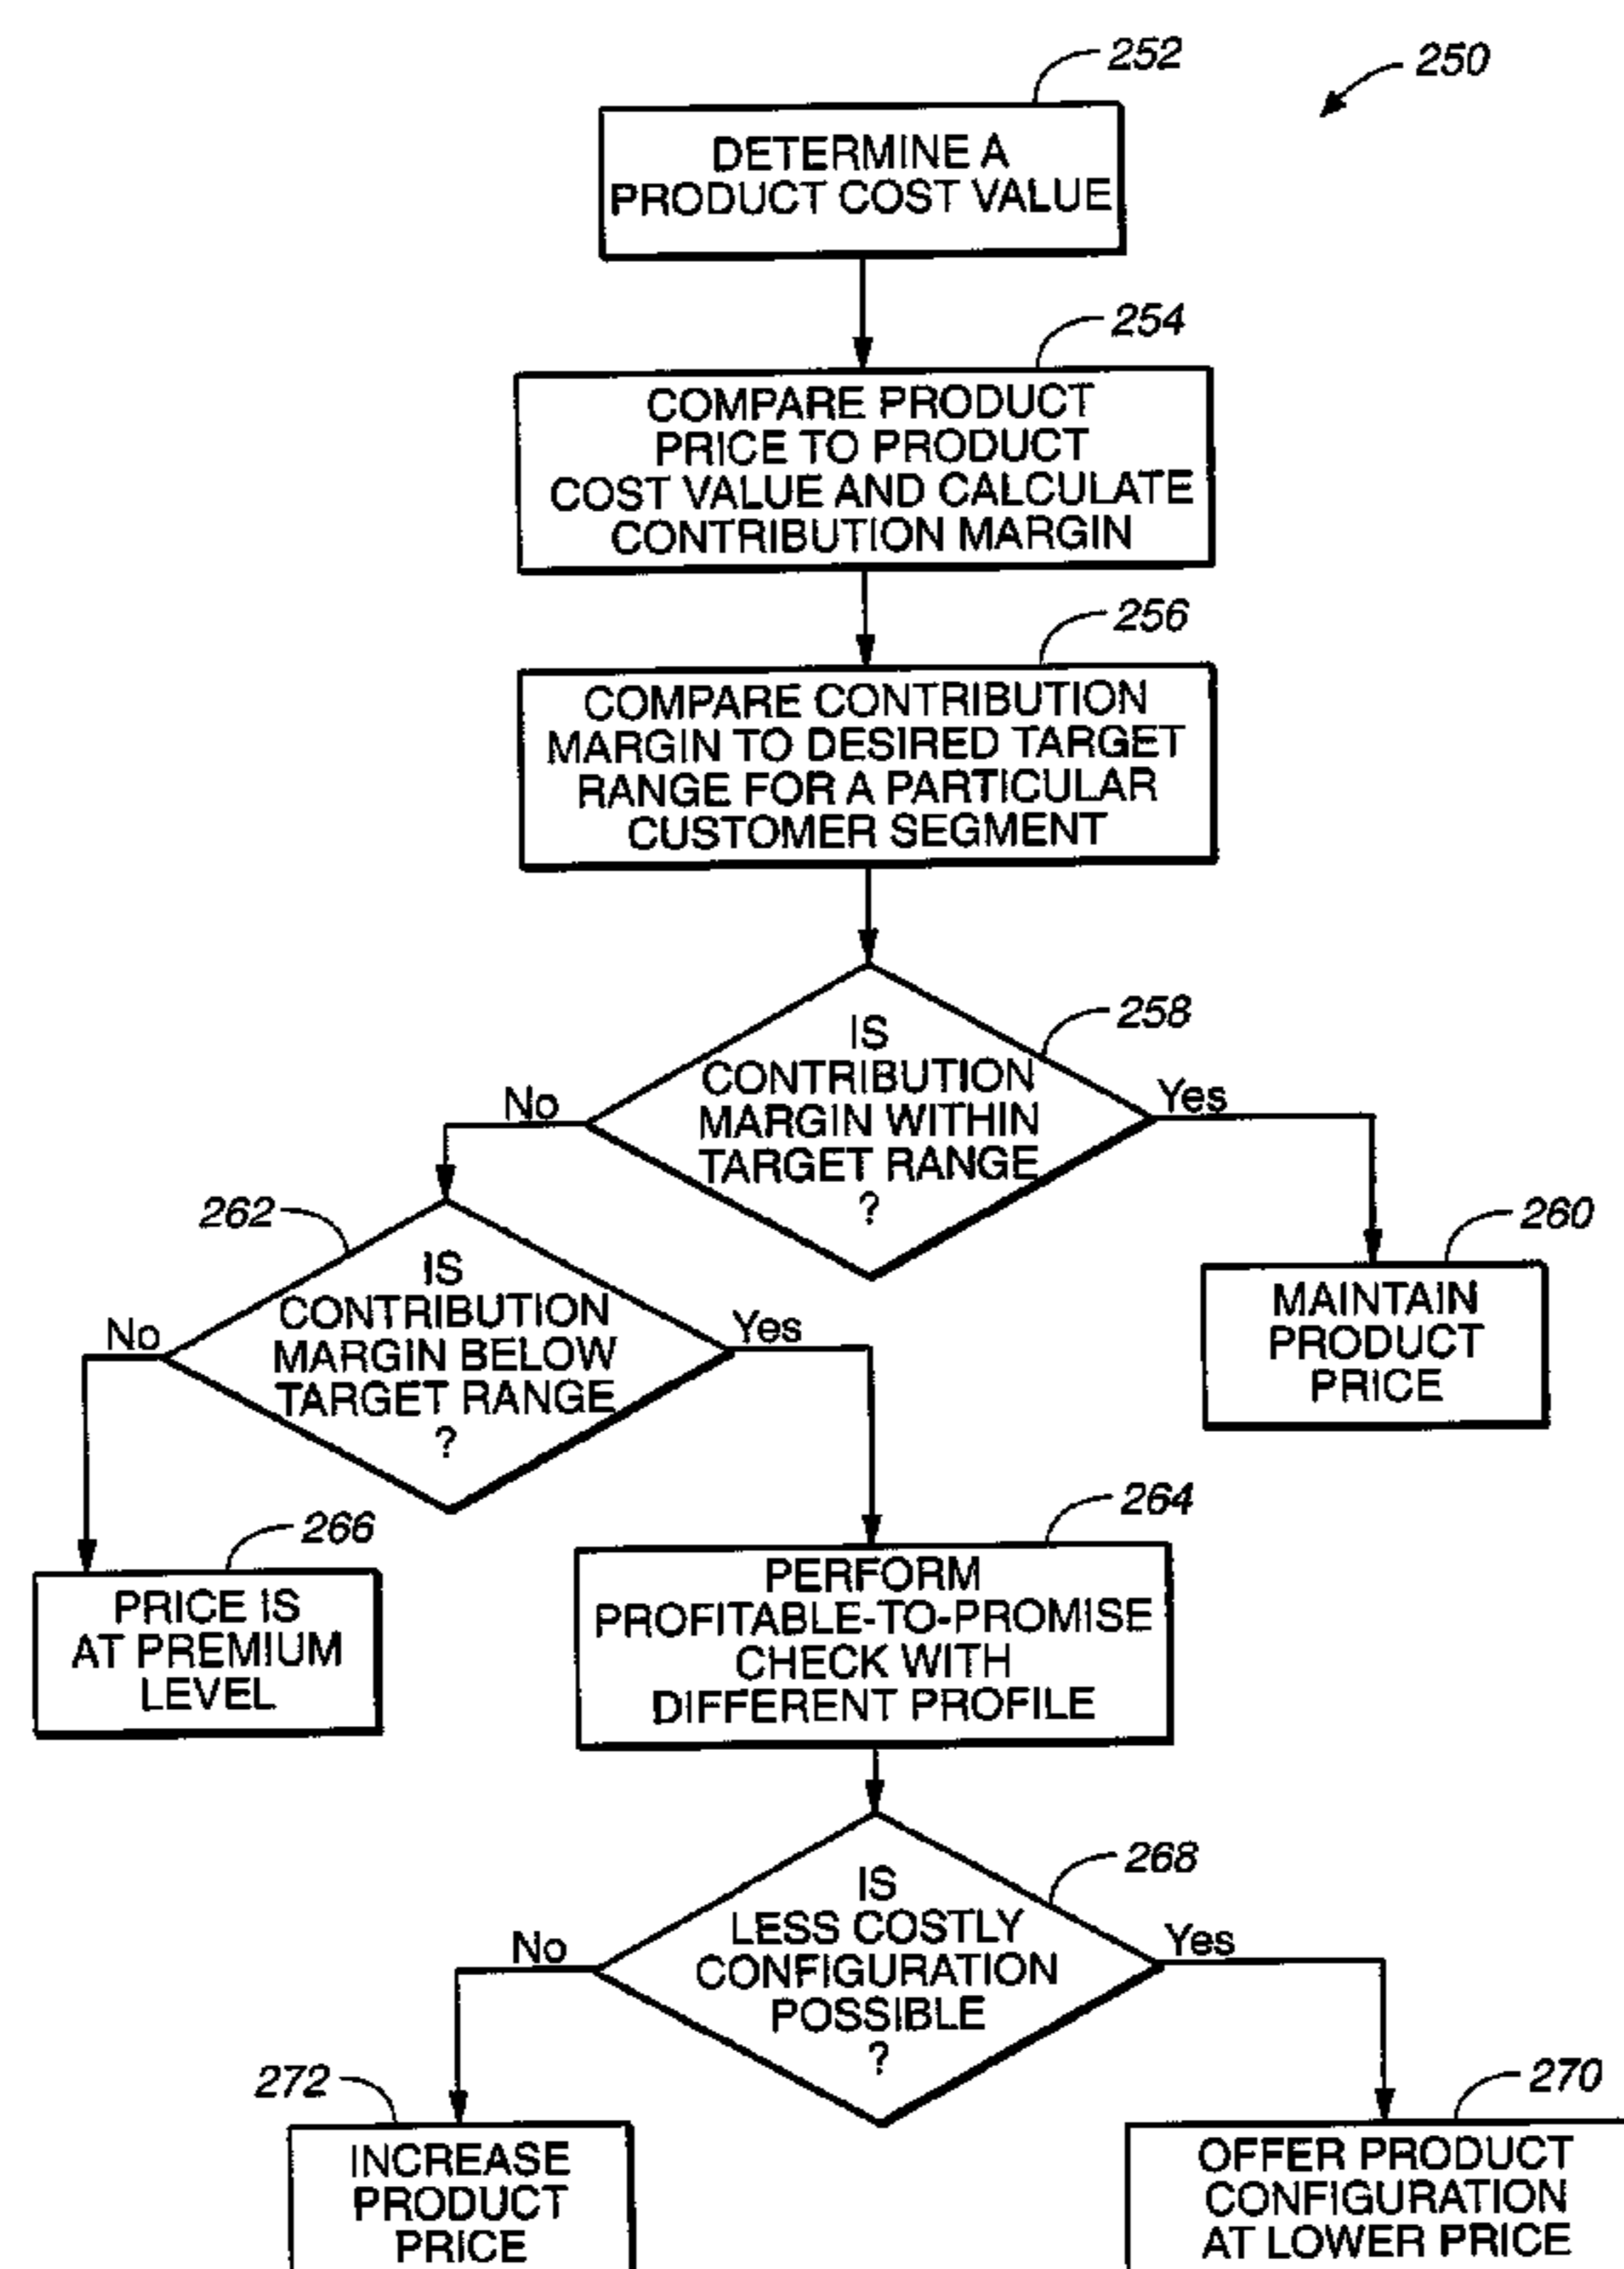 252
250
DETERMINE A
PRODUCT COST VALUE
254
COMPARE PRODUCT
PRICE TO PRODUCT
COST VALUE AND CALCULATE
CONTRIBUTION MARGIN
256
COMPARE CONTRIBUTION
MARGIN TO DESIRED TARGET
RANGE FOR A PARTICULAR
CUSTOMER SEGMENT
258
IS
CONTRIBUTION
MARGIN WITHIN
TARGET RANGE
?
No
Yes
262
IS
CONTRIBUTION
MARGIN BELOW
TARGET RANGE
?
No
Yes
260
MAINTAIN
PRODUCT
PRICE
266
PRICE IS
AT PREMIUM
LEVEL
264
PERFORM
PROFITABLE-TO-PROMISE
CHECK WITH
DIFFERENT PROFILE
268
IS
LESS COSTLY
CONFIGURATION
POSSIBLE
?
No
Yes
272
INCREASE
PRODUCT
PRICE
270
OFFER PRODUCT
CONFIGURATION
AT LOWER PRICE